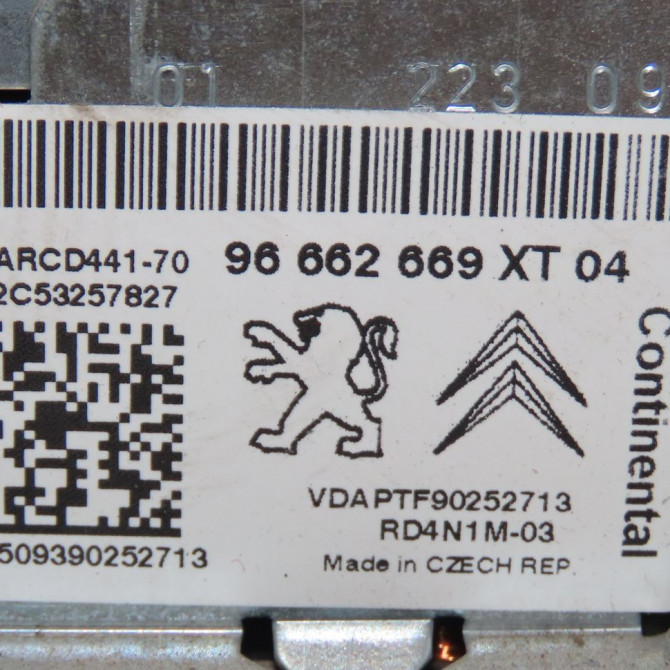 01 223 09
ARCD441-70
96 662 669 XT 04
2C53257827
Continental
VDAPTF90252713
RD4N1M-03
509390252713
Made in CZECH REP.